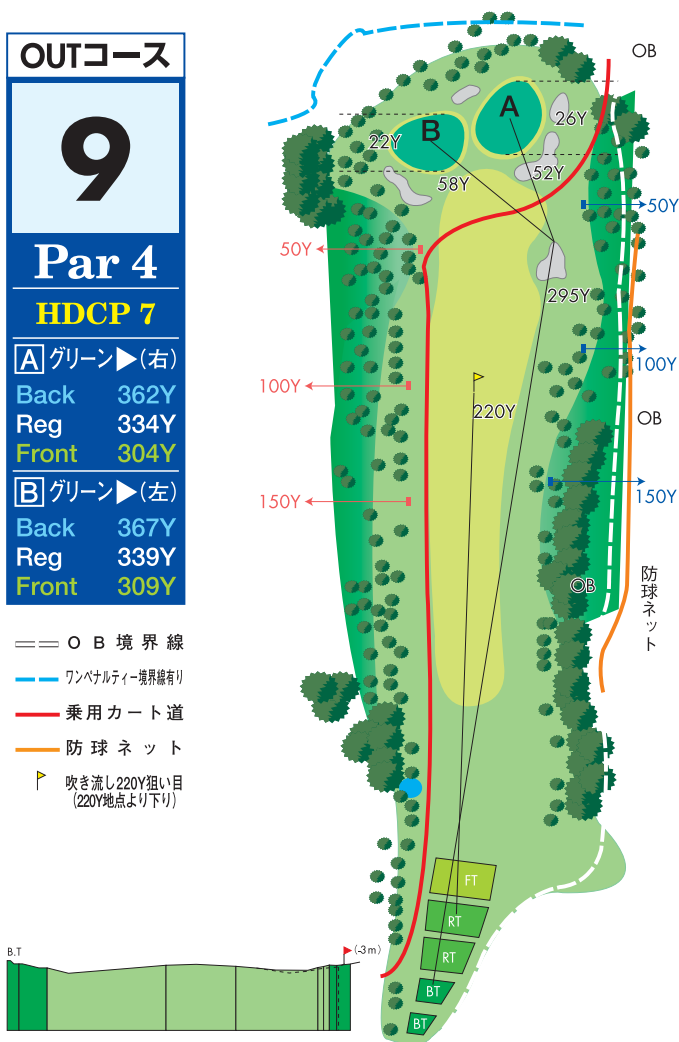 OUTコース
9
Par 4
HDCP 7
A グリーン▶(右)
Back 362Y
Reg 334Y
Front 304Y
B グリーン▶(左)
Back 367Y
Reg 339Y
Front 309Y
ＯＢ境界線
ワンペナルティー境界線有り
乗用カート道
防球ネット
吹き流し220Y狙い目
(220Y地点より下り)
B.T
(-3m)
OB
A
B
26Y
22Y
52Y
58Y
50Y
50Y
295Y
100Y
100Y
220Y
OB
150Y
150Y
OB
防球ネット
FT
RT
RT
BT
BT